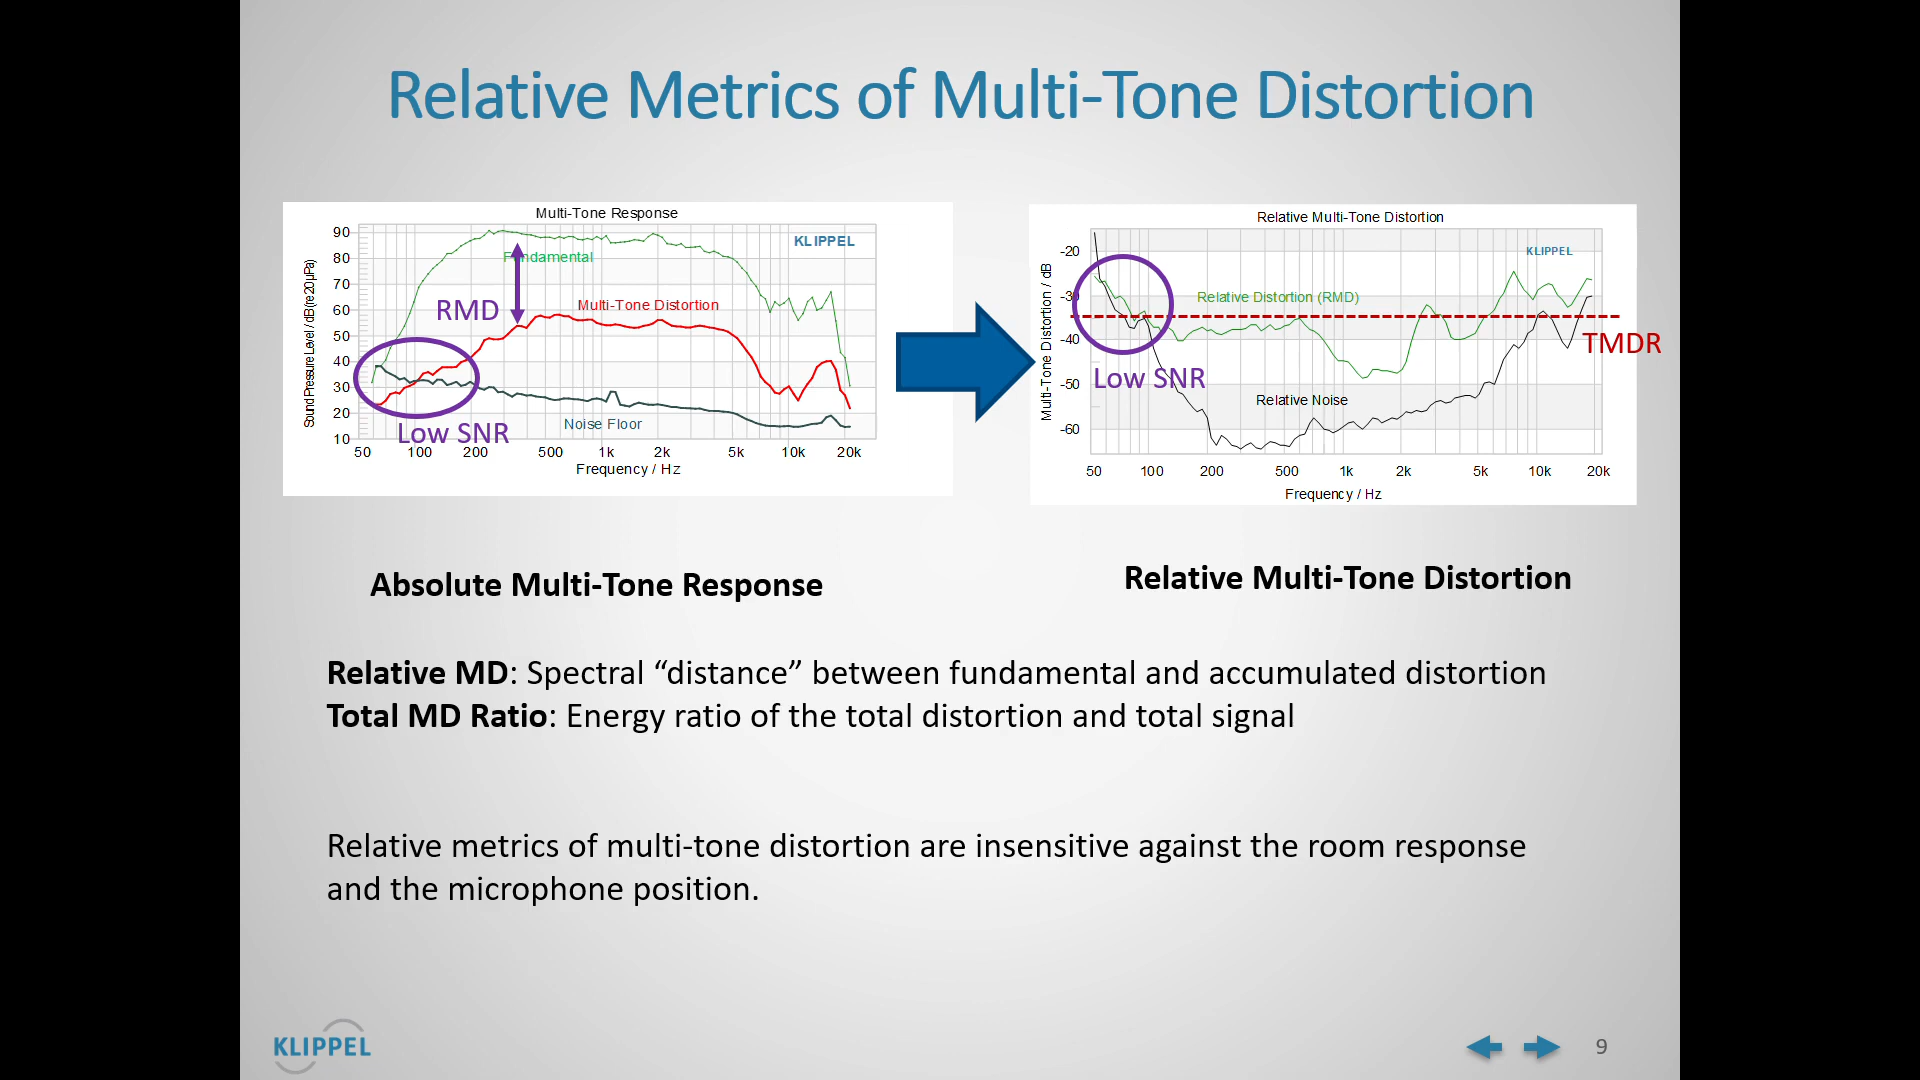 Relative Metrics of Multi-Tone Distortion
Multi-Tone Response
KLIPPEL
Fundamental
RMD
Multi-Tone Distortion
Low SNR
Noise Floor
Sound Pressure Level / dB (re 20 µPa)
90
80
70
60
50
40
30
20
10
50 100 200 500 1k 2k 5k 10k 20k
Frequency / Hz
Relative Multi-Tone Distortion
KLIPPEL
Relative Distortion (RMD)
TMDR
Low SNR
Relative Noise
Multi-Tone Distortion / dB
-20
-30
-40
-50
-60
50 100 200 500 1k 2k 5k 10k 20k
Frequency / Hz
Absolute Multi-Tone Response
Relative Multi-Tone Distortion
Relative MD: Spectral “distance” between fundamental and accumulated distortion
Total MD Ratio: Energy ratio of the total distortion and total signal
Relative metrics of multi-tone distortion are insensitive against the room response
and the microphone position.
KLIPPEL
9